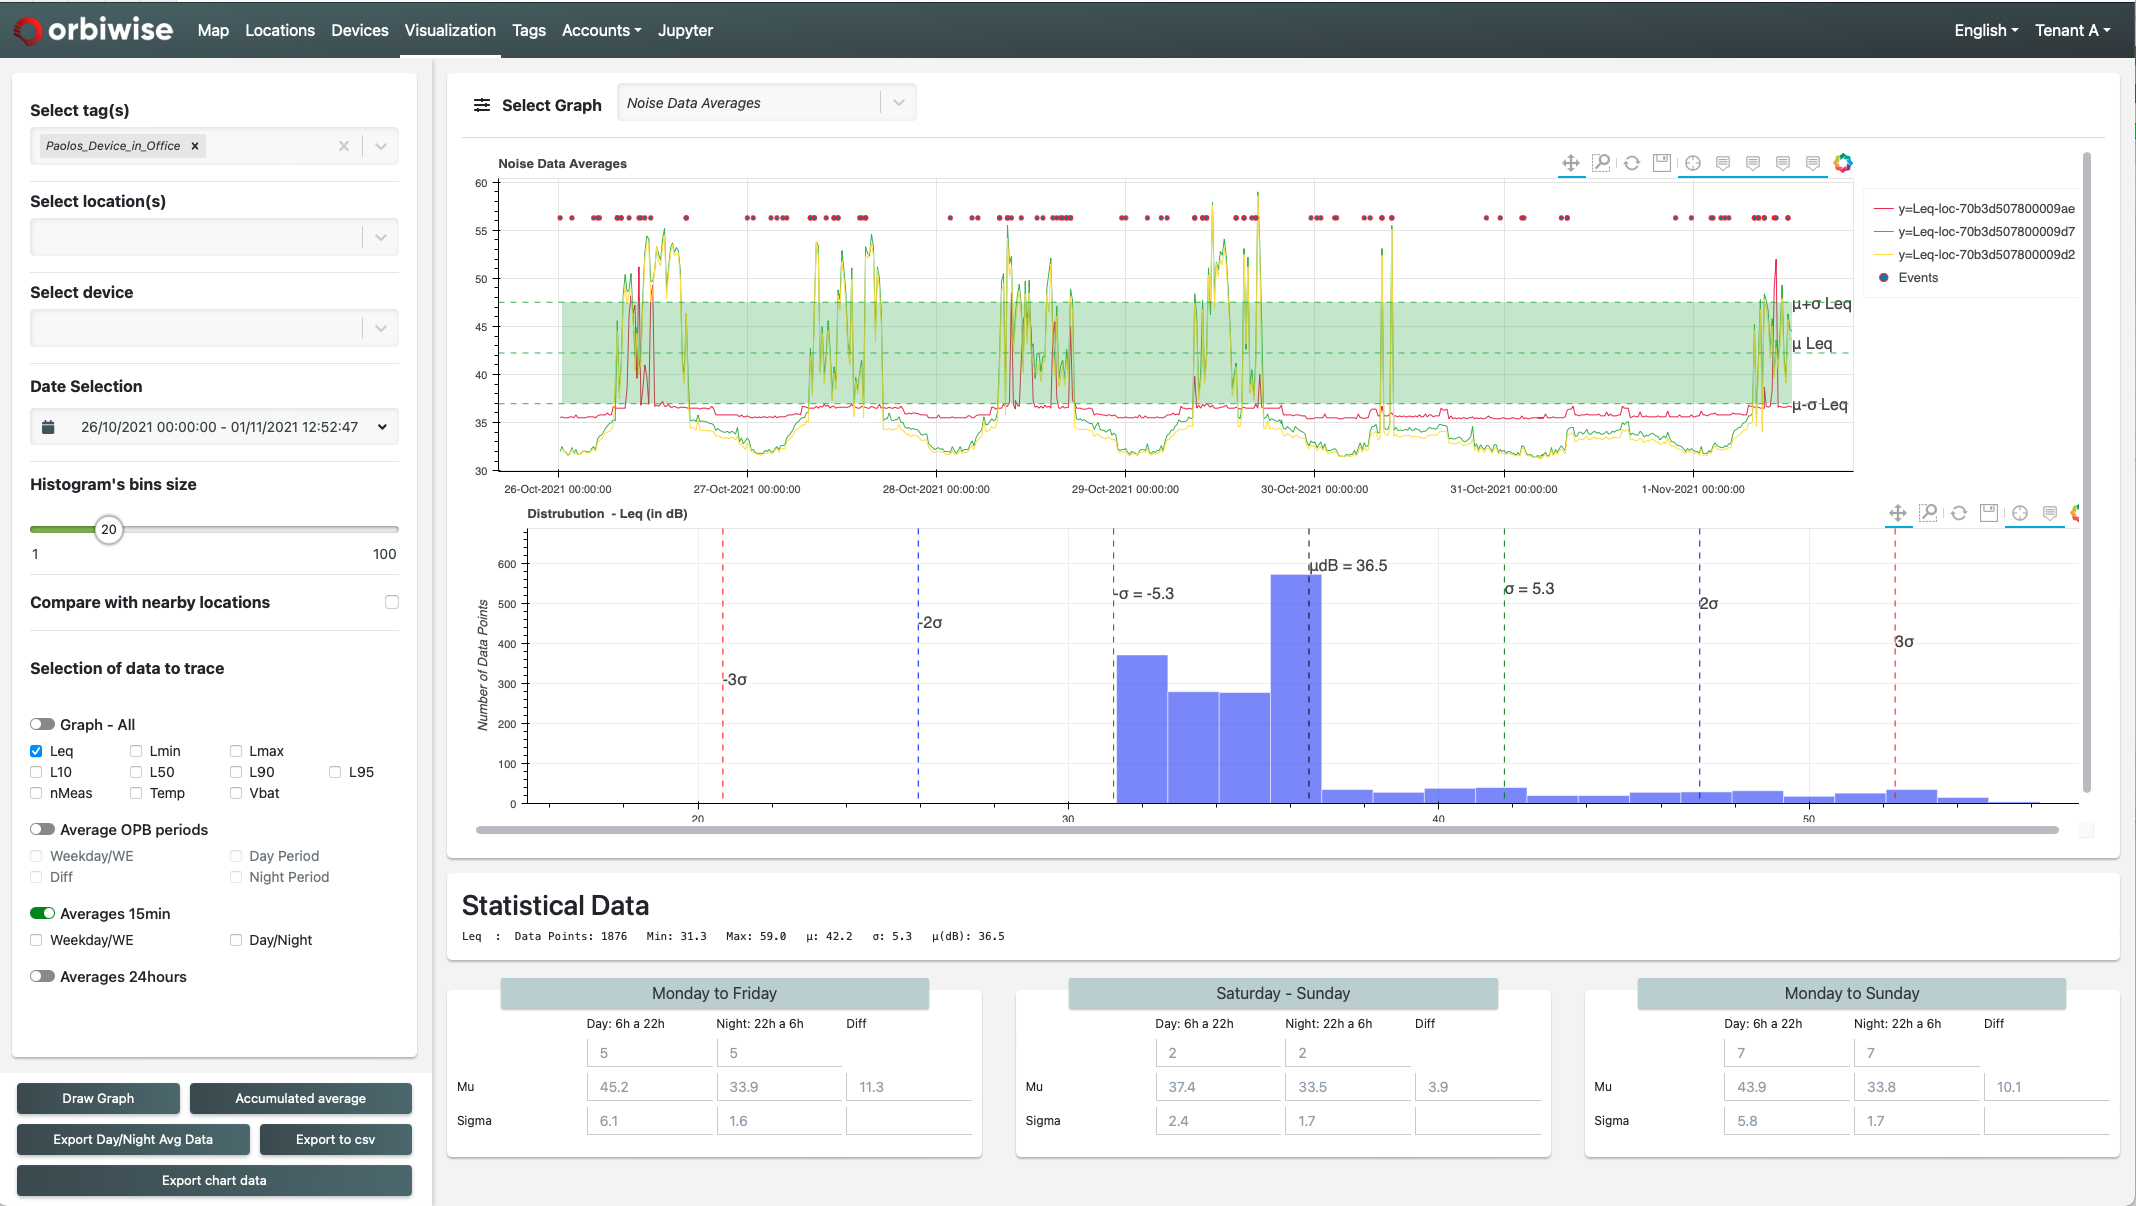 orbiwise Map Locations Devices Visualization Tags Accounts Jupyter English Tenant A
Select tag(s)
Paolos_Device_in_Office x
Select location(s)
Select device
Date Selection
26/10/2021 00:00:00 - 01/11/2021 12:52:47
Histogram's bins size
20
1 100
Compare with nearby locations
Selection of data to trace
Graph - All
Leq Lmin Lmax
L10 L50 L90 L95
nMeas Temp Vbat
Average OPB periods
Weekday/WE Day Period
Diff Night Period
Averages 15min
Weekday/WE Day/Night
Averages 24hours
Draw Graph Accumulated average
Export Day/Night Avg Data Export to csv
Export chart data
Select Graph Noise Data Averages
Noise Data Averages
60
55
50
45
40
35
30
y=Leq-loc-70b3d507800009ae
y=Leq-loc-70b3d507800009d7
y=Leq-loc-70b3d507800009d2
Events
μ+σ Leq
μ Leq
μ-σ Leq
26-Oct-2021 00:00:00 27-Oct-2021 00:00:00 28-Oct-2021 00:00:00 29-Oct-2021 00:00:00 30-Oct-2021 00:00:00 31-Oct-2021 00:00:00 1-Nov-2021 00:00:00
Distrubution - Leq (in dB)
Number of Data Points
600
500
400
300
200
100
0
-3σ
-2σ
-σ = -5.3
μdB = 36.5
σ = 5.3
2σ
3σ
20 30 40 50
Statistical Data
Leq : Data Points: 1876 Min: 31.3 Max: 59.0 μ: 42.2 σ: 5.3 μ(dB): 36.5
Monday to Friday
Day: 6h a 22h Night: 22h a 6h Diff
5 5
Mu 45.2 33.9 11.3
Sigma 6.1 1.6
Saturday - Sunday
Day: 6h a 22h Night: 22h a 6h Diff
2 2
Mu 37.4 33.5 3.9
Sigma 2.4 1.7
Monday to Sunday
Day: 6h a 22h Night: 22h a 6h Diff
7 7
Mu 43.9 33.8 10.1
Sigma 5.8 1.7